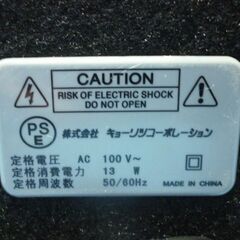 CAUTION
RISK OF ELECTRIC SHOCK
DO NOT OPEN
PS
E
株式会社 キョーリツコーポレーション
定格電圧 AC 100V～
定格消費電力 13 W
定格周波数 50/60Hz
MADE IN CHINA